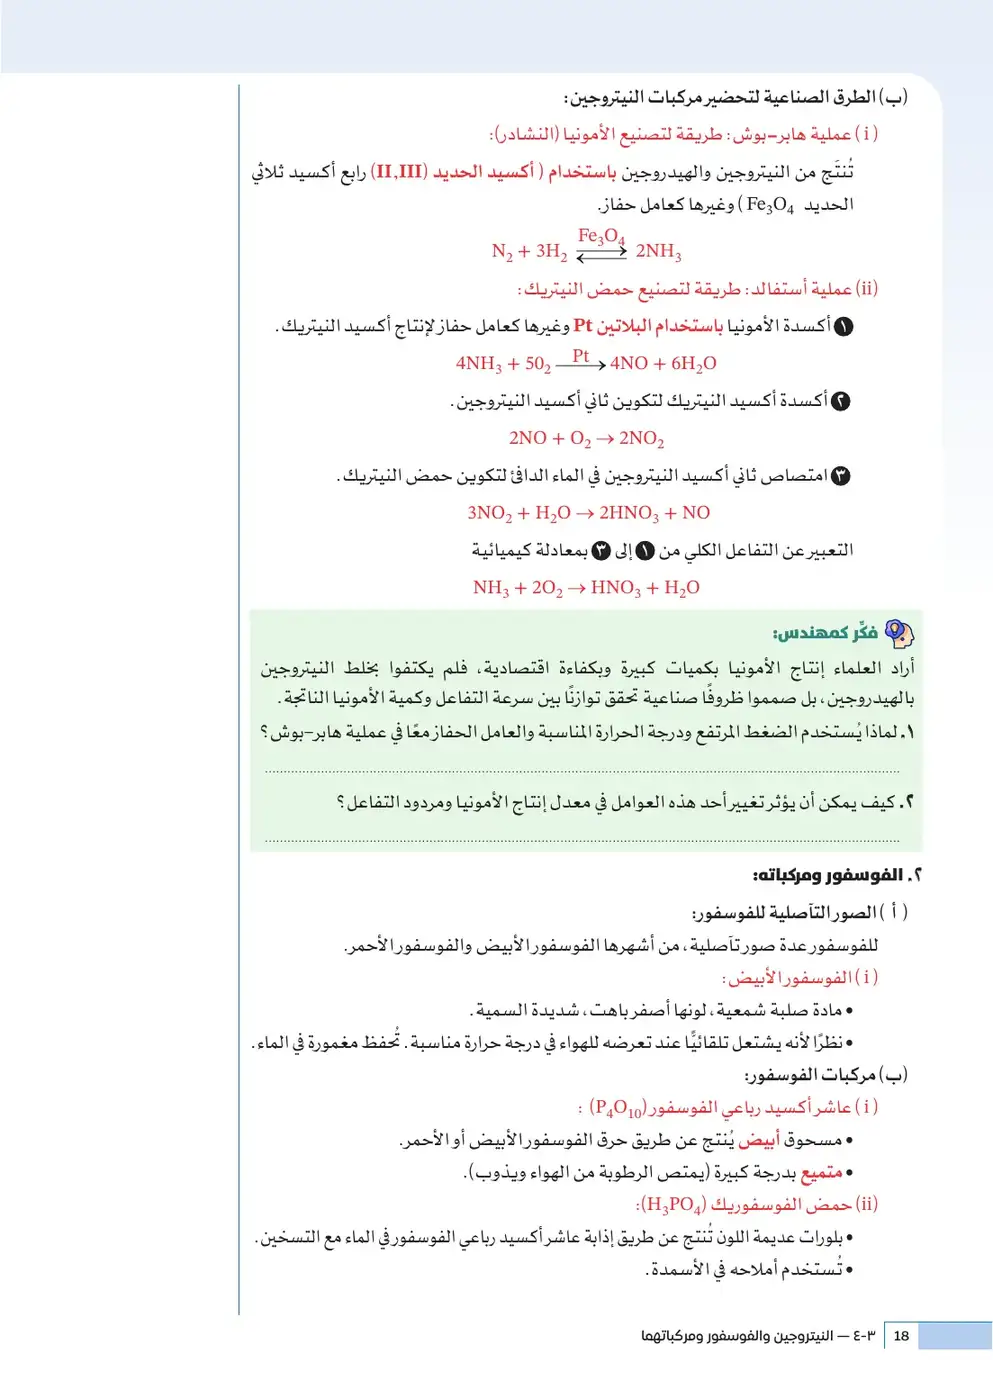 (ب) الطرق الصناعية لتحضير مركبات النيتروجين:
(i) عملية هابر–بوش: طريقة لتصنيع الأمونيا (النشادر):
تُنتَج من النيتروجين والهيدروجين باستخدام ( أكسيد الحديد (II,III) رابع أكسيد ثلاثي
الحديد Fe₃O₄ ) وغيرها كعامل حفاز.
N₂ + 3H₂ ⇌ 2NH₃ Fe₃O₄
(ii) عملية أستفالد: طريقة لتصنيع حمض النيتريك:
١ أكسدة الأمونيا باستخدام البلاتين Pt وغيرها كعامل حفاز لإنتاج أكسيد النيتريك.
4NH₃ + 50₂ —Pt→ 4NO + 6H₂O
٢ أكسدة أكسيد النيتريك لتكوين ثاني أكسيد النيتروجين.
2NO + O₂ → 2NO₂
٣ امتصاص ثاني أكسيد النيتروجين في الماء الدافئ لتكوين حمض النيتريك.
3NO₂ + H₂O → 2HNO₃ + NO
التعبير عن التفاعل الكلي من ١ إلى ٣ بمعادلة كيميائية
NH₃ + 2O₂ → HNO₃ + H₂O
فكِّر كمهندس:
أراد العلماء إنتاج الأمونيا بكميات كبيرة وبكفاءة اقتصادية، فلم يكتفوا بخلط النيتروجين
بالهيدروجين، بل صمموا ظروفًا صناعية تحقق توازنًا بين سرعة التفاعل وكمية الأمونيا الناتجة.
١. لماذا يُستخدم الضغط المرتفع ودرجة الحرارة المناسبة والعامل الحفاز معًا في عملية هابر–بوش؟
٢. كيف يمكن أن يؤثر تغيير أحد هذه العوامل في معدل إنتاج الأمونيا ومردود التفاعل؟
٢. الفوسفور ومركباته:
( أ ) الصور التآصلية للفوسفور:
للفوسفور عدة صور تآصلية، من أشهرها الفوسفور الأبيض والفوسفور الأحمر.
(i) الفوسفور الأبيض:
• مادة صلبة شمعية، لونها أصفر باهت، شديدة السمية.
• نظرًا لأنه يشتعل تلقائيًّا عند تعرضه للهواء في درجة حرارة مناسبة. تُحفظ مغمورة في الماء.
(ب) مركبات الفوسفور:
(i) عاشر أكسيد رباعي الفوسفور (P₄O₁₀) :
• مسحوق أبيض يُنتج عن طريق حرق الفوسفور الأبيض أو الأحمر.
• متميع بدرجة كبيرة (يمتص الرطوبة من الهواء ويذوب).
(ii) حمض الفوسفوريك (H₃PO₄):
• بلورات عديمة اللون تُنتج عن طريق إذابة عاشر أكسيد رباعي الفوسفور في الماء مع التسخين.
• تُستخدم أملاحه في الأسمدة.
18 ٣-٤ — النيتروجين والفوسفور ومركباتهما